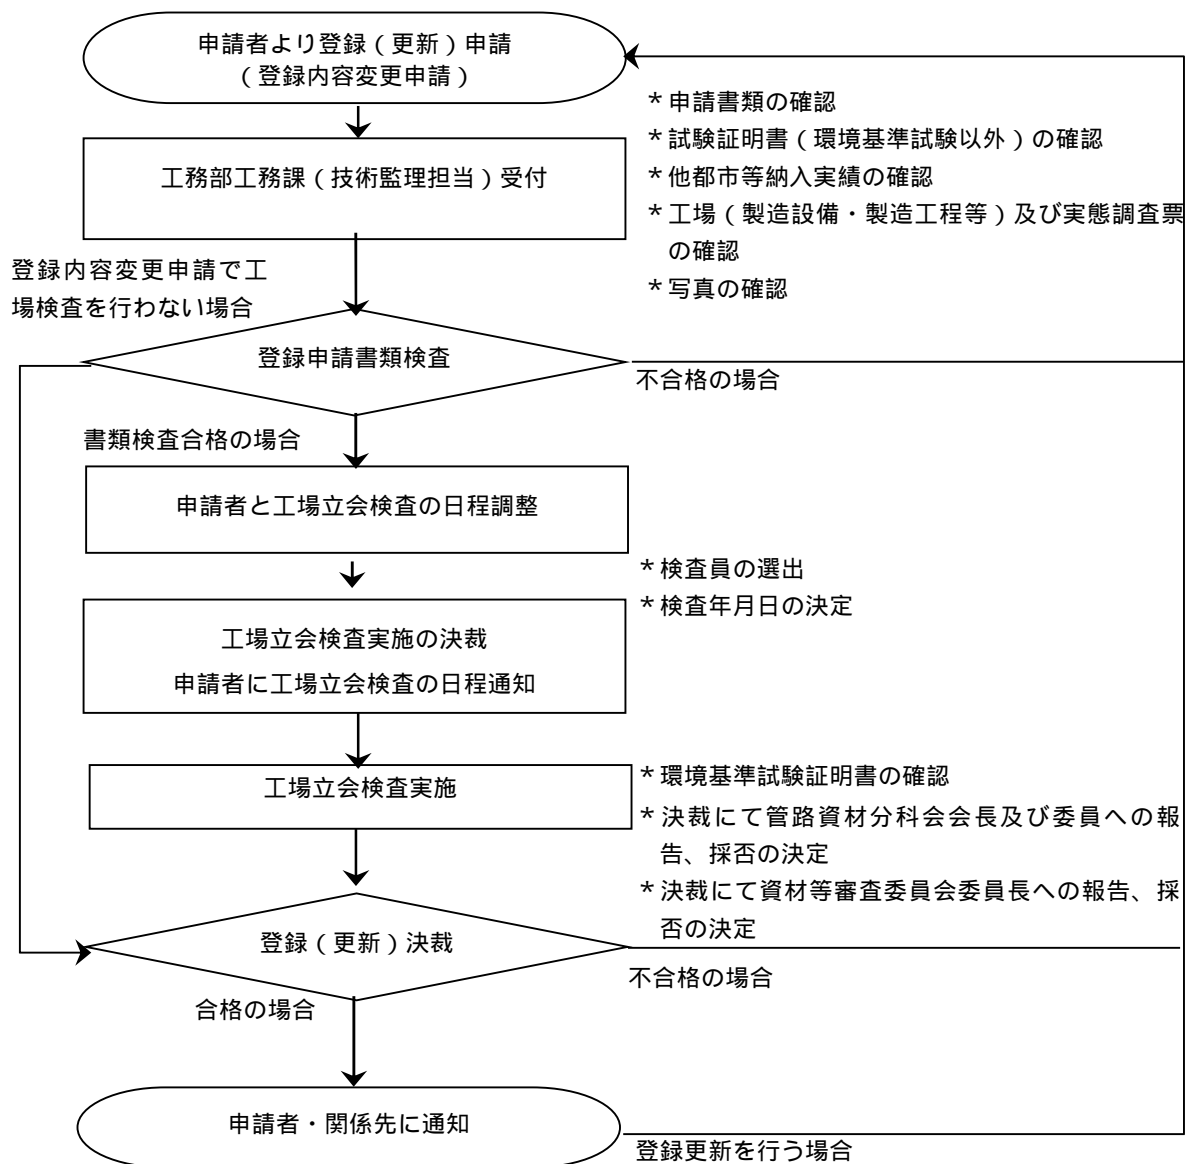 申請者より登録（更新）申請
（登録内容変更申請）
＊申請書類の確認
＊試験証明書（環境基準試験以外）の確認
工務部工務課（技術監理担当）受付
＊他都市等納入実績の確認
＊工場（製造設備・製造工程等）及び実態調査票
の確認
＊写真の確認
登録内容変更申請で工
場検査を行わない場合
登録申請書類検査
不合格の場合
書類検査合格の場合
申請者と工場立会検査の日程調整
＊検査員の選出
＊検査年月日の決定
工場立会検査実施の決裁
申請者に工場立会検査の日程通知
工場立会検査実施
＊環境基準試験証明書の確認
＊決裁にて管路資材分科会会長及び委員への報
告、採否の決定
＊決裁にて資材等審査委員会委員長への報告、採
否の決定
登録（更新）決裁
不合格の場合
合格の場合
申請者・関係先に通知
登録更新を行う場合